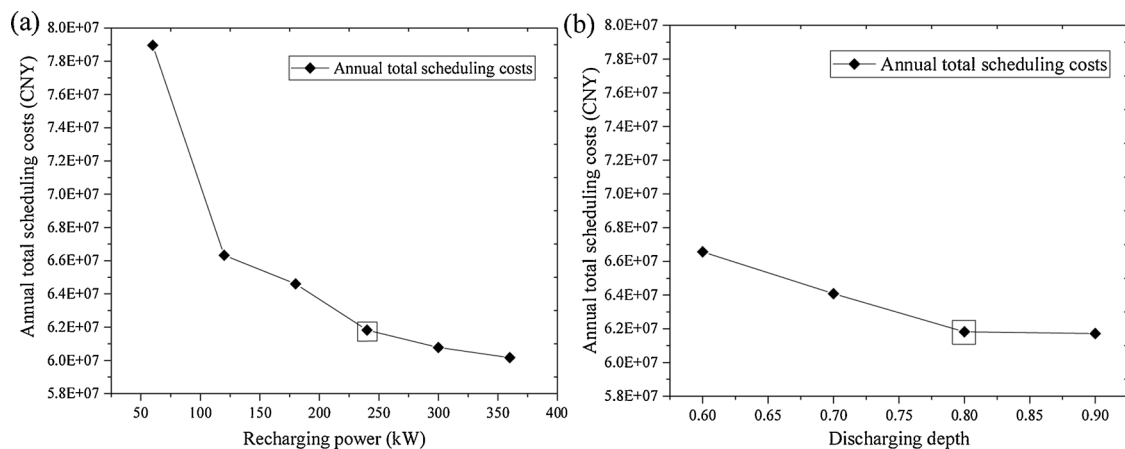 (a)
Annual total scheduling costs (CNY)
8.0E+07
7.8E+07
7.6E+07
7.4E+07
7.2E+07
7.0E+07
6.8E+07
6.6E+07
6.4E+07
6.2E+07
6.0E+07
5.8E+07
Annual total scheduling costs
50 100 150 200 250 300 350 400
Recharging power (kW)
(b)
Annual total scheduling costs (CNY)
8.0E+07
7.8E+07
7.6E+07
7.4E+07
7.2E+07
7.0E+07
6.8E+07
6.6E+07
6.4E+07
6.2E+07
6.0E+07
5.8E+07
Annual total scheduling costs
0.60 0.65 0.70 0.75 0.80 0.85 0.90
Discharging depth